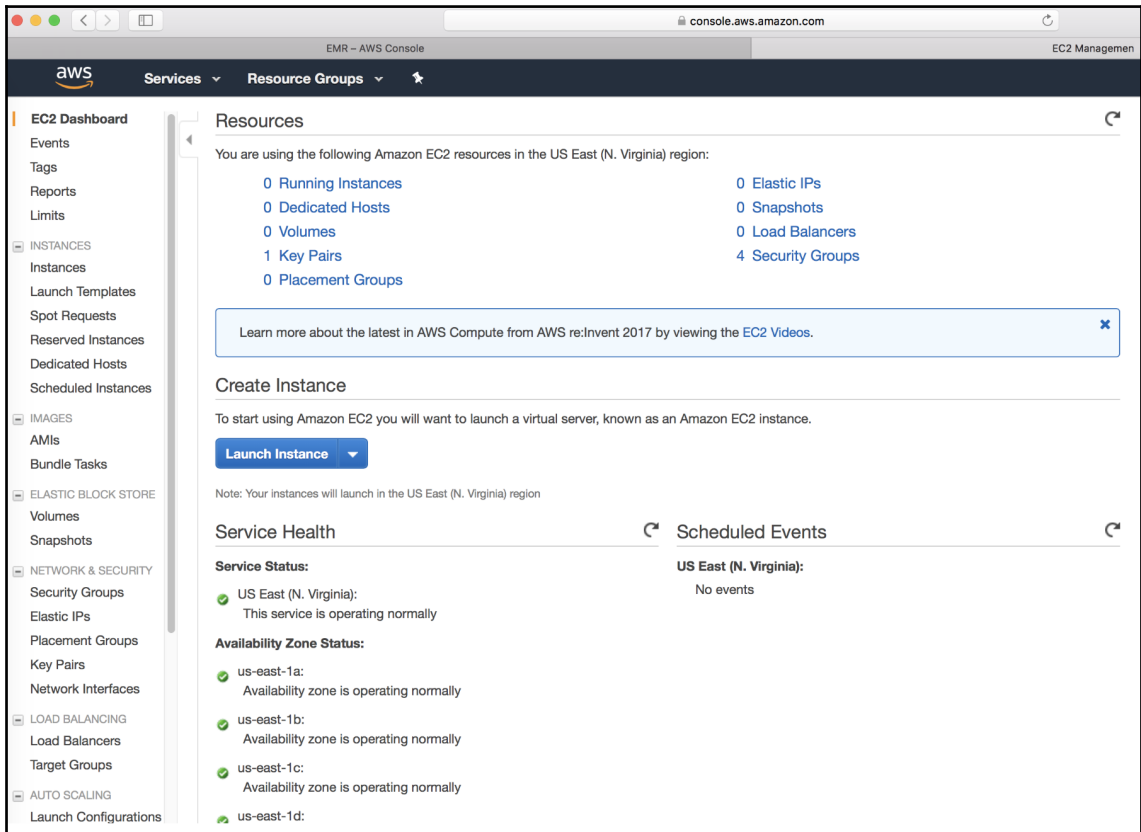 console.aws.amazon.com
EMR – AWS Console
EC2 Managemen
aws
Services
Resource Groups
EC2 Dashboard
Events
Tags
Reports
Limits
INSTANCES
Instances
Launch Templates
Spot Requests
Reserved Instances
Dedicated Hosts
Scheduled Instances
IMAGES
AMIs
Bundle Tasks
ELASTIC BLOCK STORE
Volumes
Snapshots
NETWORK & SECURITY
Security Groups
Elastic IPs
Placement Groups
Key Pairs
Network Interfaces
LOAD BALANCING
Load Balancers
Target Groups
AUTO SCALING
Launch Configurations
Resources
You are using the following Amazon EC2 resources in the US East (N. Virginia) region:
0 Running Instances
0 Dedicated Hosts
0 Volumes
1 Key Pairs
0 Placement Groups
0 Elastic IPs
0 Snapshots
0 Load Balancers
4 Security Groups
Learn more about the latest in AWS Compute from AWS re:Invent 2017 by viewing the EC2 Videos.
Create Instance
To start using Amazon EC2 you will want to launch a virtual server, known as an Amazon EC2 instance.
Launch Instance
Note: Your instances will launch in the US East (N. Virginia) region
Service Health
Service Status:
US East (N. Virginia):
This service is operating normally
Availability Zone Status:
us-east-1a:
Availability zone is operating normally
us-east-1b:
Availability zone is operating normally
us-east-1c:
Availability zone is operating normally
us-east-1d:
Scheduled Events
US East (N. Virginia):
No events